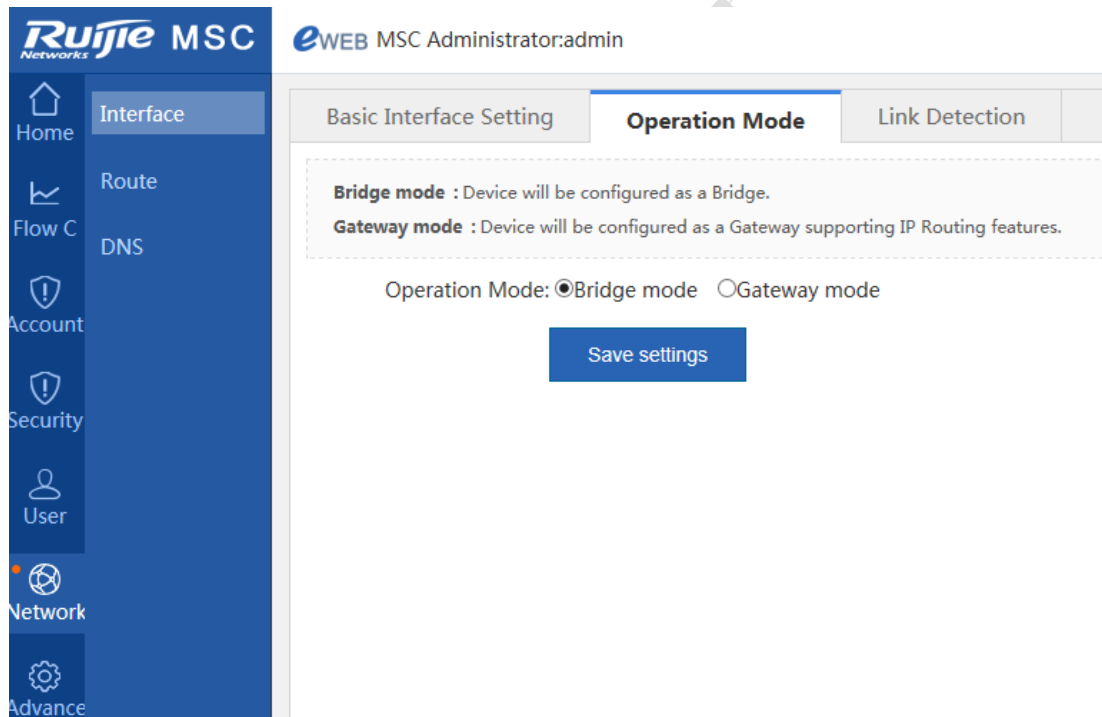 Ruijie Networks MSC
eWEB MSC Administrator:admin
Home
Flow C
Account
Security
User
Network
Advance
Interface
Route
DNS
Basic Interface Setting
Operation Mode
Link Detection
Bridge mode : Device will be configured as a Bridge.
Gateway mode : Device will be configured as a Gateway supporting IP Routing features.
Operation Mode: Bridge mode Gateway mode
Save settings